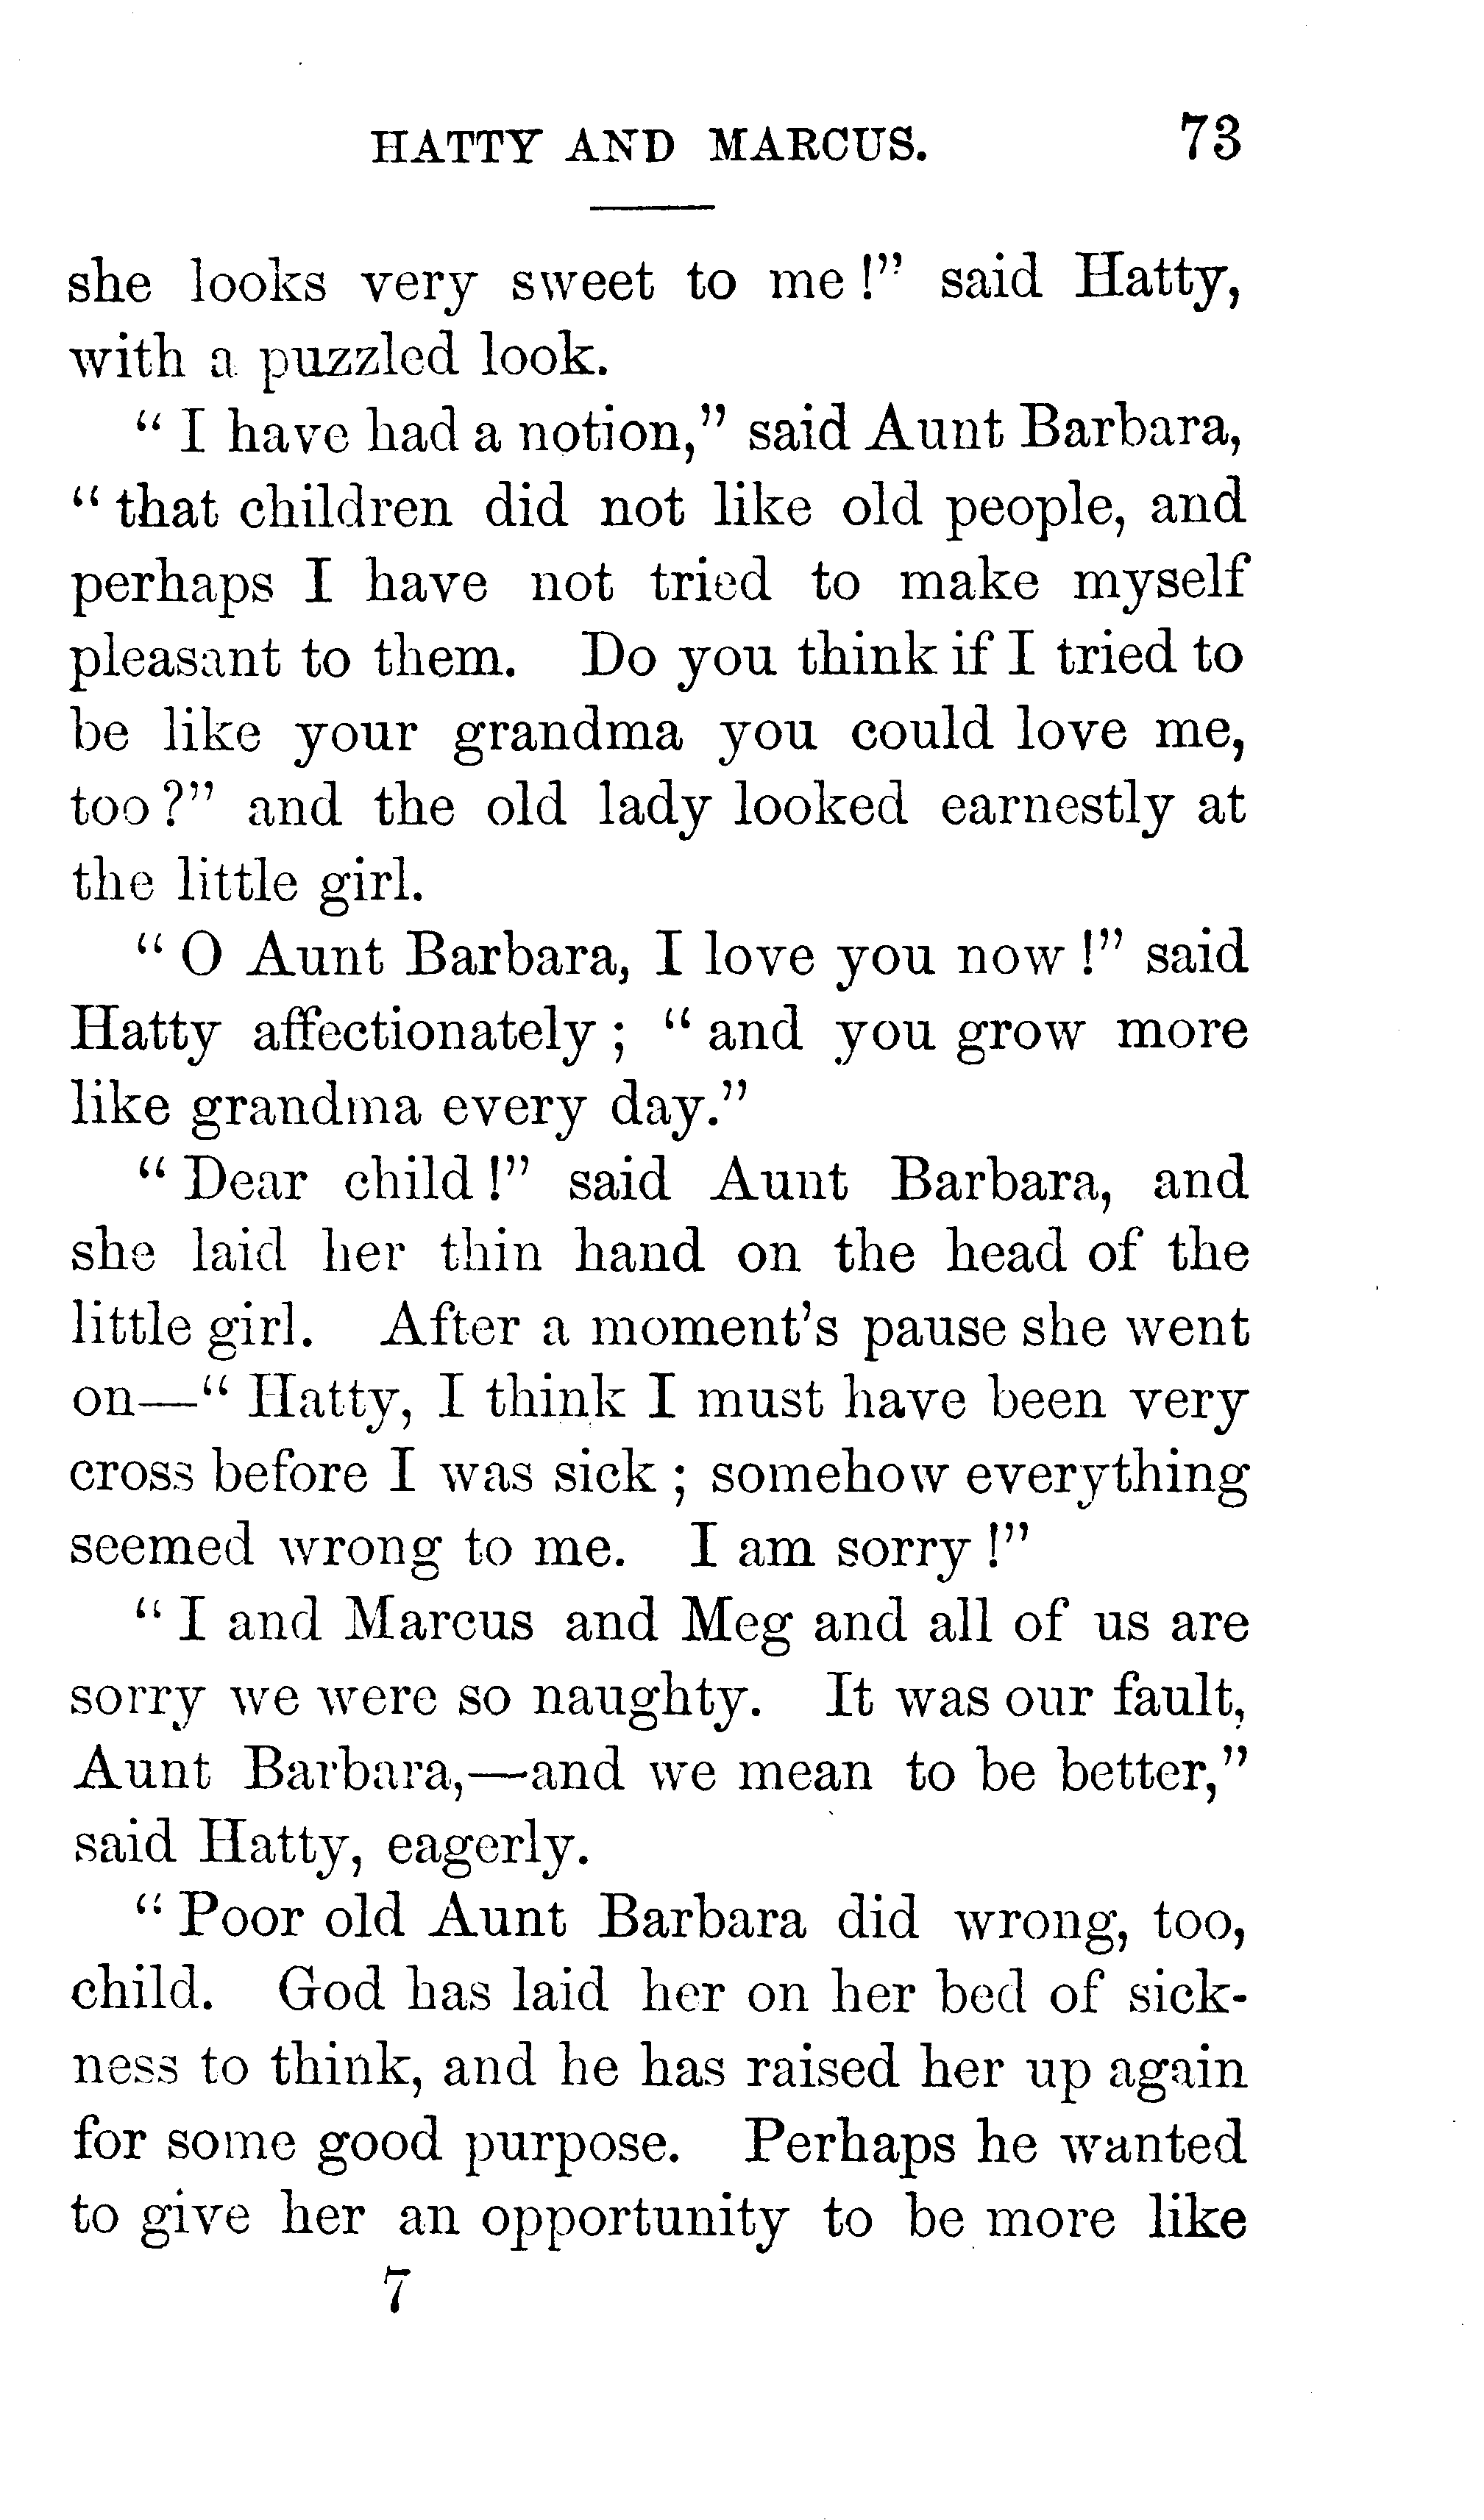 HATTY AND MARCUS. 73
she looks very sweet to me!" said Hatty,
with a puzzled look.
"I have had a notion," said Aunt Barbara,
"that children did not like old people, and
perhaps I have not tried to make myself
pleasant to them. Do you think if I tried to
be like your grandma you could love me,
too?" and the old lady looked earnestly at
the little girl.
"O Aunt Barbara, I love you now!" said
Hatty affectionately; "and you grow more
like grandma every day."
"Dear child!" said Aunt Barbara, and
she laid her thin hand on the head of the
little girl. After a moment's pause she went
on—"Hatty, I think I must have been very
cross before I was sick; somehow everything
seemed wrong to me. I am sorry!"
"I and Marcus and Meg and all of us are
sorry we were so naughty. It was our fault,
Aunt Barbara,—and we mean to be better,"
said Hatty, eagerly.
"Poor old Aunt Barbara did wrong, too,
child. God has laid her on her bed of sick-
ness to think, and he has raised her up again
for some good purpose. Perhaps he wanted
to give her an opportunity to be more like
7